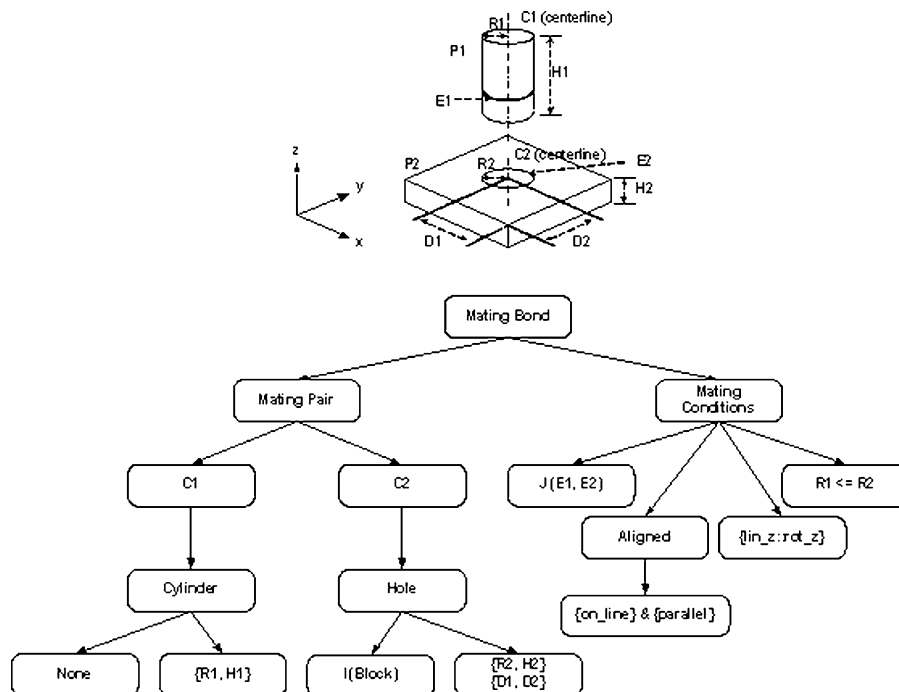 C1 (centerline)
R1
P1
H1
E1
z
y
x
P2
C2 (centerline)
R2
E2
H2
D1
D2
Mating Bond
Mating Pair
Mating
Conditions
C1
C2
J(E1, E2)
R1 <= R2
Aligned
{lin_z:rot_z}
Cylinder
Hole
{on_line} & {parallel}
None
{R1, H1}
I(Block)
{R2, H2}
{D1, D2}